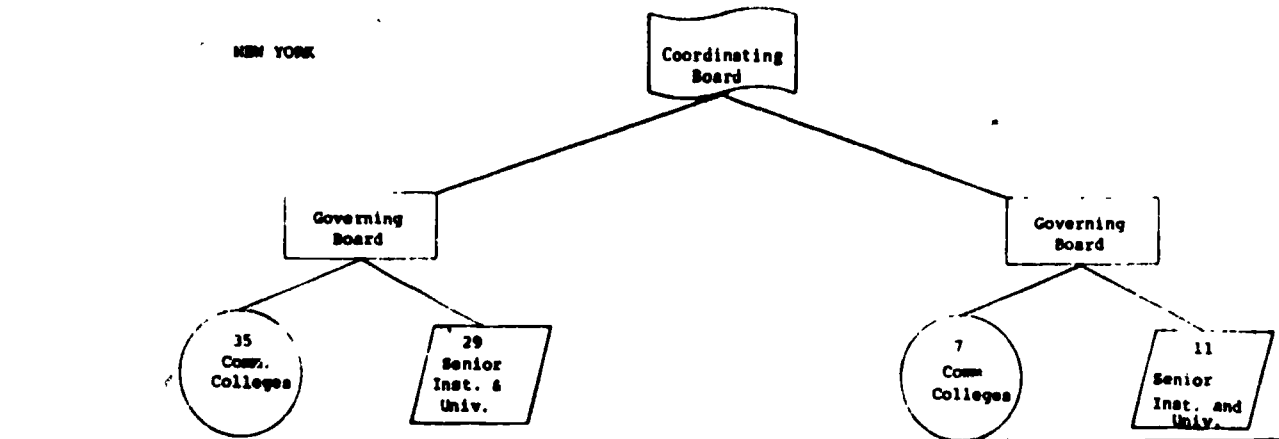 NEW YORK
Coordinating
Board
Governing
Board
Governing
Board
35
Comm.
Colleges
29
Senior
Inst. &
Univ.
7
Comm
Colleges
11
Senior
Inst. and
Univ.